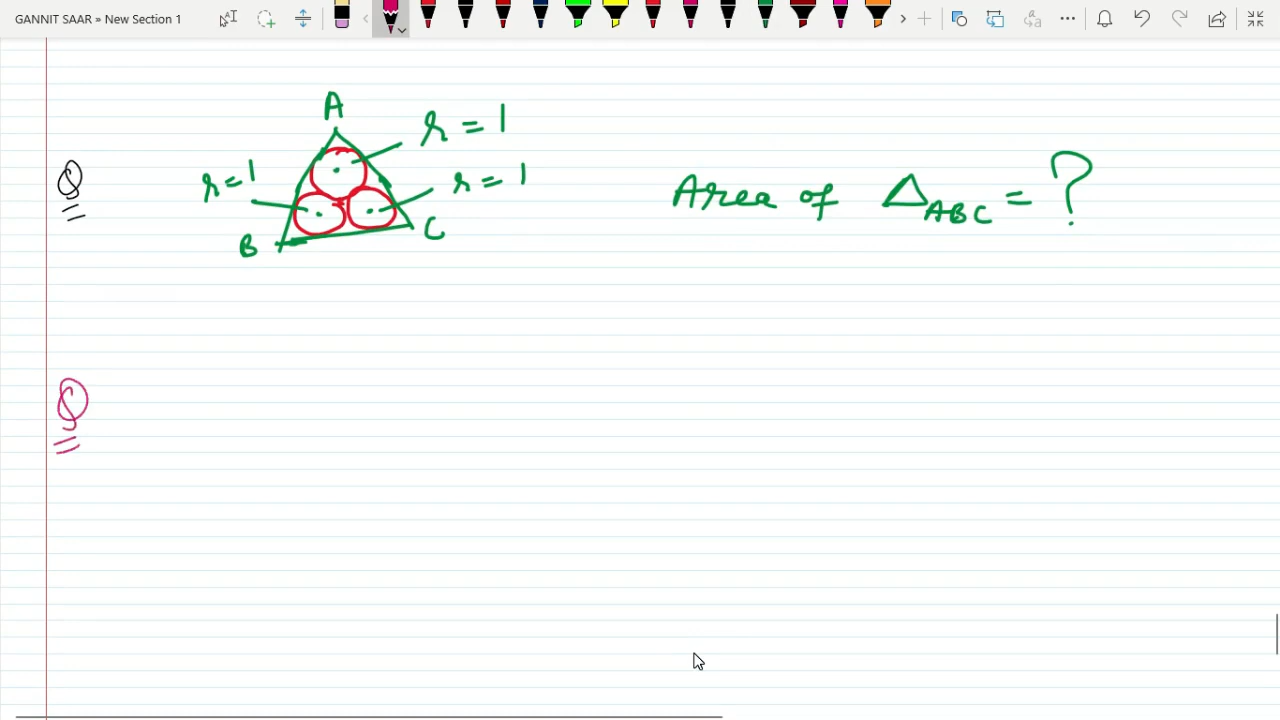 GANNIT SAAR » New Section 1
A
r = 1
Q
r = 1
r = 1
Area of Δ ABC = ?
B
C
Q